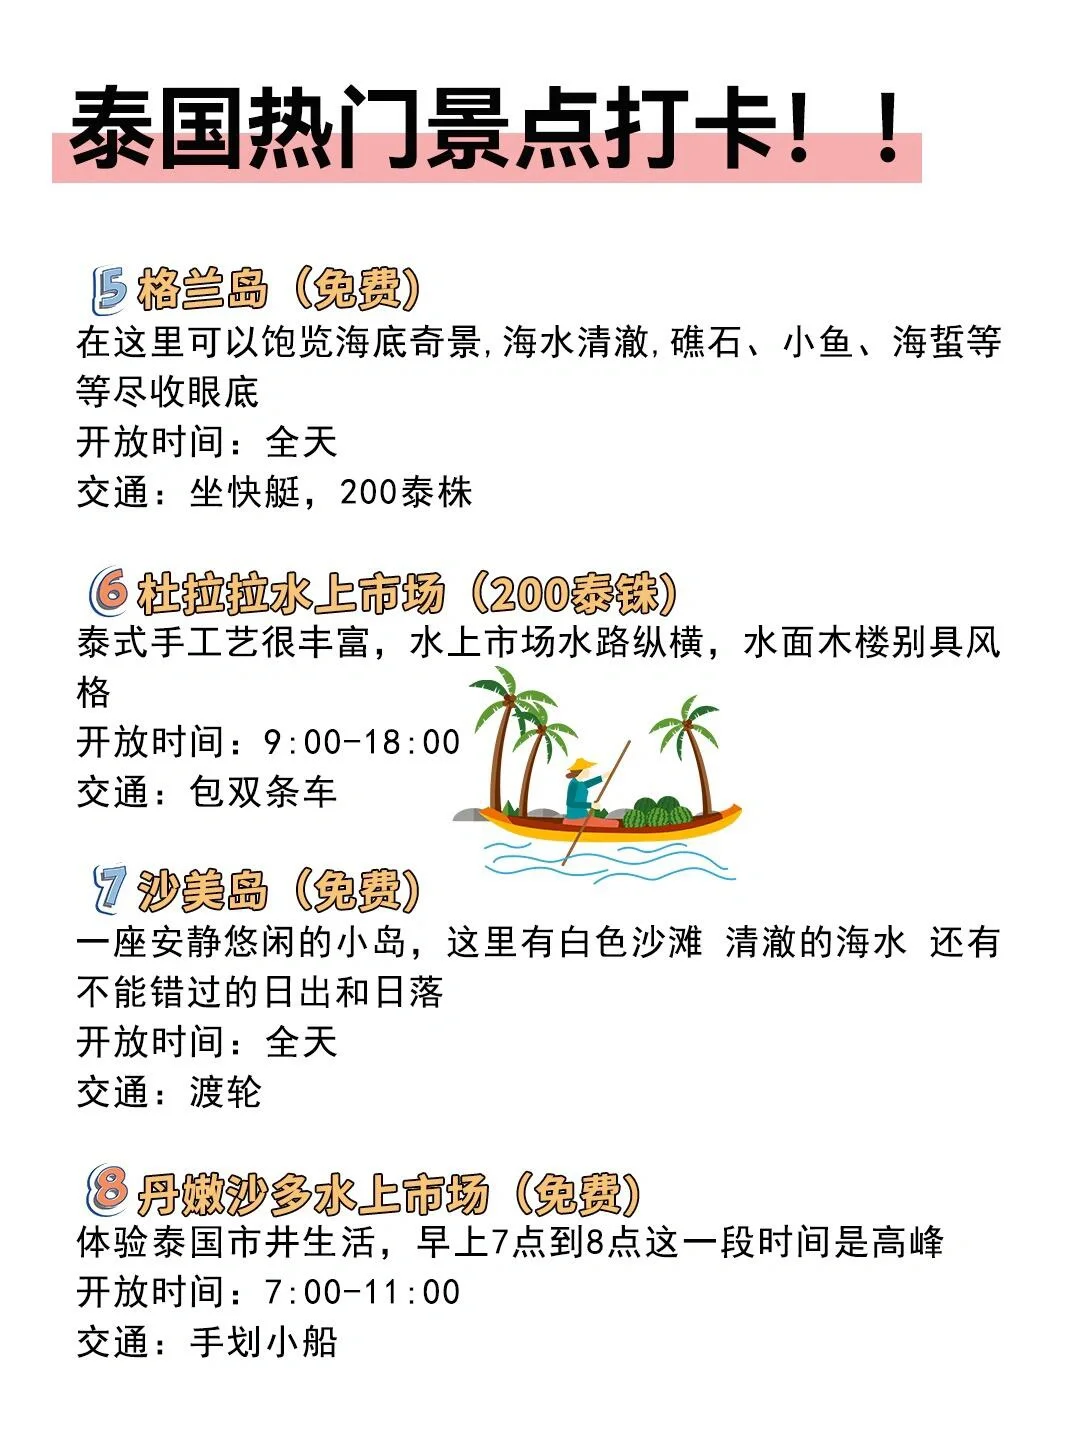 泰国热门景点打卡！！
5 格兰岛（免费）
在这里可以饱览海底奇景,海水清澈,礁石、小鱼、海蜇等
等尽收眼底
开放时间：全天
交通：坐快艇，200泰株
6 杜拉拉水上市场（200泰铢）
泰式手工艺很丰富，水上市场水路纵横，水面木楼别具风
格
开放时间：9:00-18:00
交通：包双条车
7 沙美岛（免费）
一座安静悠闲的小岛，这里有白色沙滩 清澈的海水 还有
不能错过的日出和日落
开放时间：全天
交通：渡轮
8 丹嫩沙多水上市场（免费）
体验泰国市井生活，早上7点到8点这一段时间是高峰
开放时间：7:00-11:00
交通：手划小船